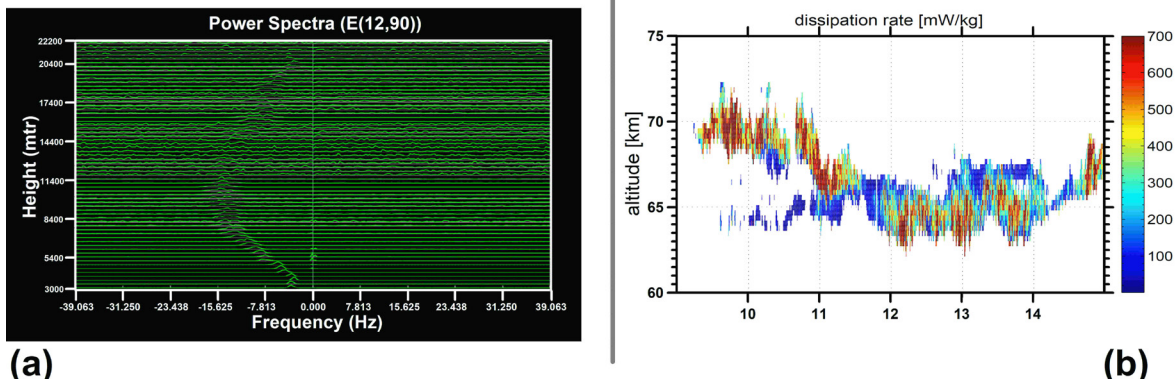 Power Spectra (E(12,90))
Height (mtr)
22200
20400
17400
14400
11400
8400
5400
3000
-39.063 -31.250 -23.438 -15.625 -7.813 0.000 7.813 15.625 23.438 31.250 39.063
Frequency (Hz)
(a)
dissipation rate [mW/kg]
altitude [km]
75
70
65
60
10 11 12 13 14
700
600
500
400
300
200
100
(b)